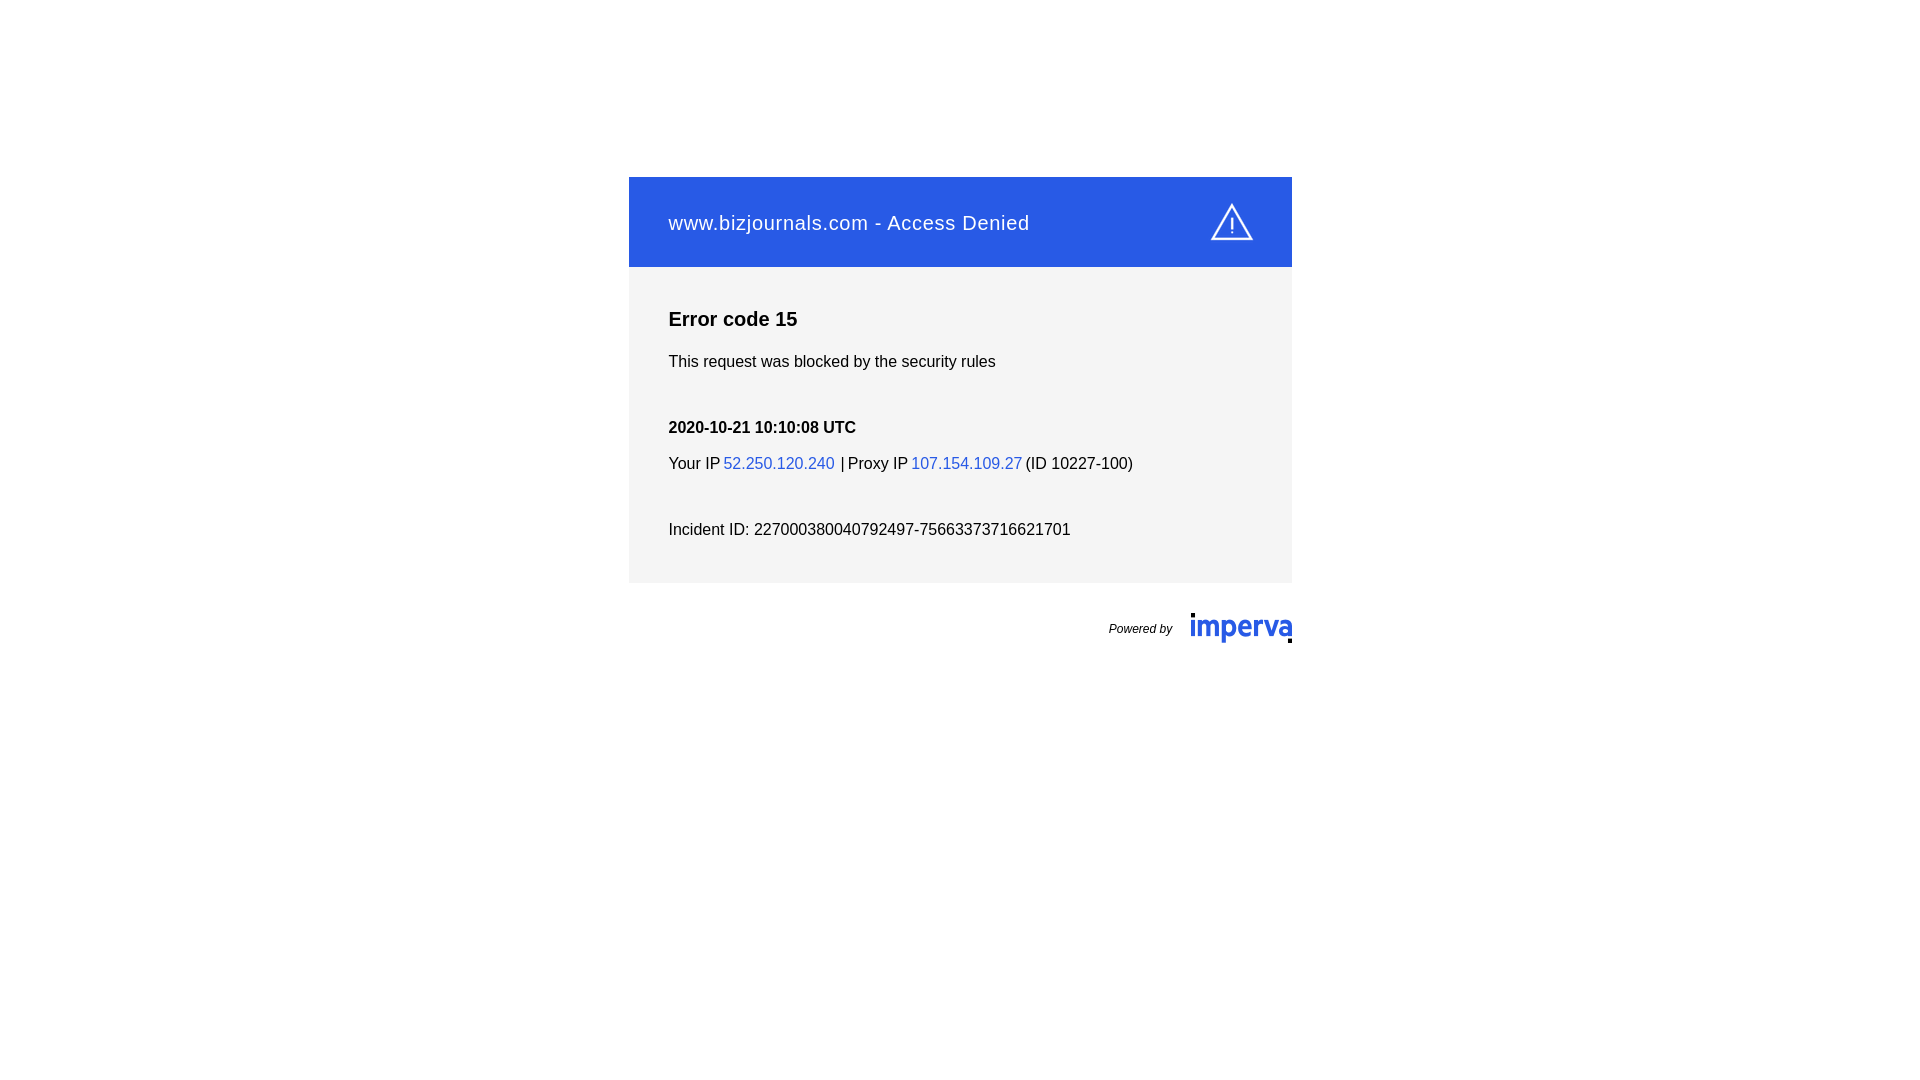 www.bizjournals.com - Access Denied
Error code 15
This request was blocked by the security rules
2020-10-21 10:10:08 UTC
Your IP 52.250.120.240 | Proxy IP 107.154.109.27 (ID 10227-100)
Incident ID: 227000380040792497-75663373716621701
Powered by imperva